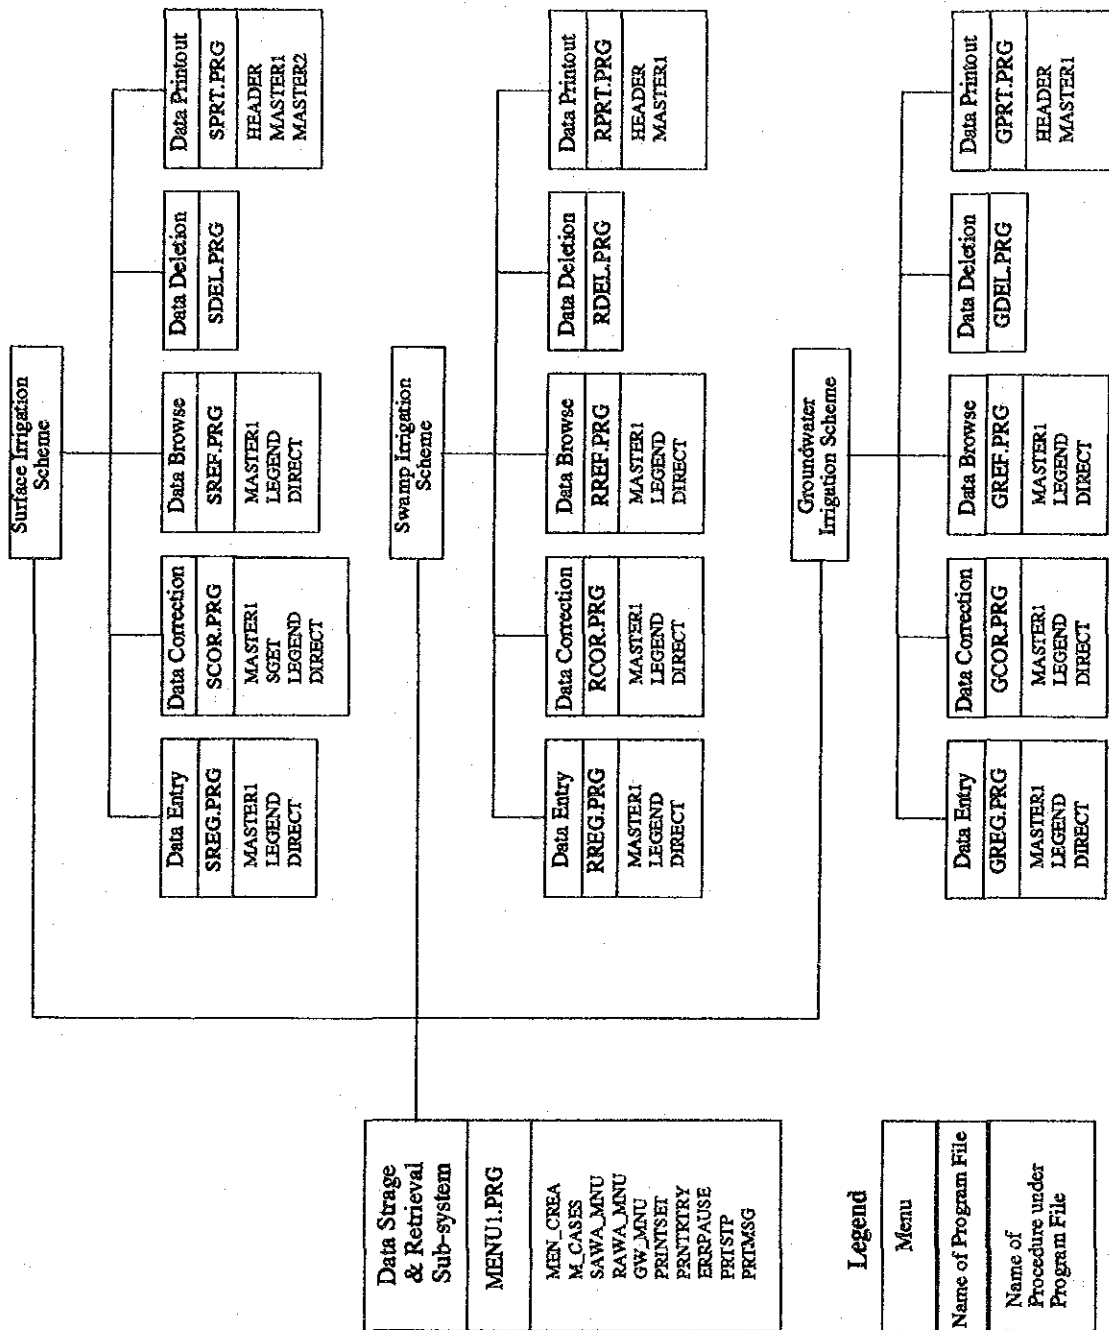 Data Strage
& Retrieval
Sub-system
MENU1.PRG
MEN_CREA
M_CASES
SAWA_MNU
RAWA_MNU
GW_MNU
PRINTSET
PRNTRTRY
ERRPAUSE
PRTSTP
PRTMSG
Legend
Menu
Name of Program File
Name of
Procedure under
Program File
Surface Irrigation
Scheme
Data Entry
SREG.PRG
MASTER1
LEGEND
DIRECT
Data Correction
SCOR.PRG
MASTER1
SGET
LEGEND
DIRECT
Data Browse
SREF.PRG
MASTER1
LEGEND
DIRECT
Data Deletion
SDEL.PRG
Data Printout
SPRT.PRG
HEADER
MASTER1
MASTER2
Swamp Irrigation
Scheme
Data Entry
RREG.PRG
MASTER1
LEGEND
DIRECT
Data Correction
RCOR.PRG
MASTER1
LEGEND
DIRECT
Data Browse
RREF.PRG
MASTER1
LEGEND
DIRECT
Data Deletion
RDEL.PRG
Data Printout
RPRT.PRG
HEADER
MASTER1
Groundwater
Irrigation Scheme
Data Entry
GREG.PRG
MASTER1
LEGEND
DIRECT
Data Correction
GCOR.PRG
MASTER1
LEGEND
DIRECT
Data Browse
GREF.PRG
MASTER1
LEGEND
DIRECT
Data Deletion
GDEL.PRG
Data Printout
GPRT.PRG
HEADER
MASTER1